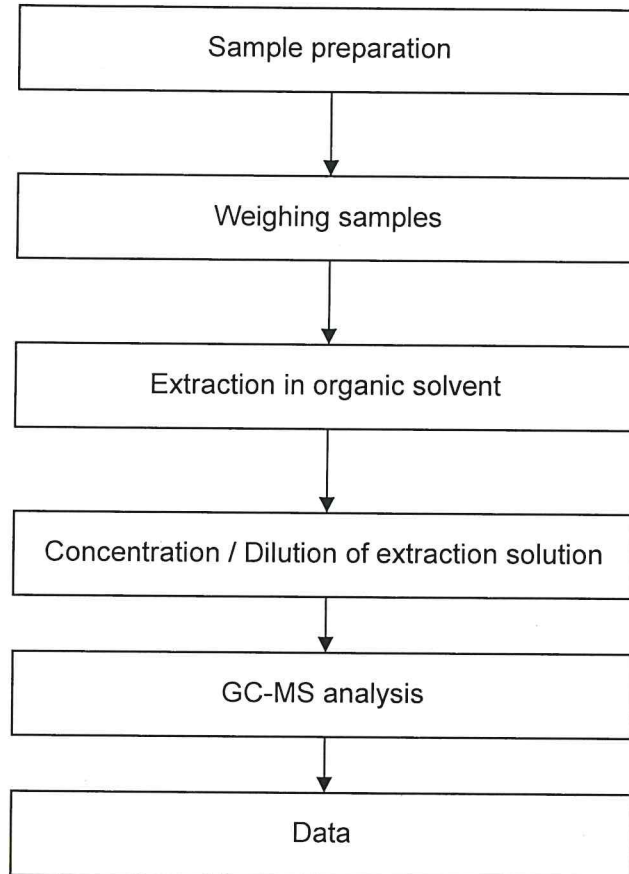 Sample preparation
Weighing samples
Extraction in organic solvent
Concentration / Dilution of extraction solution
GC-MS analysis
Data